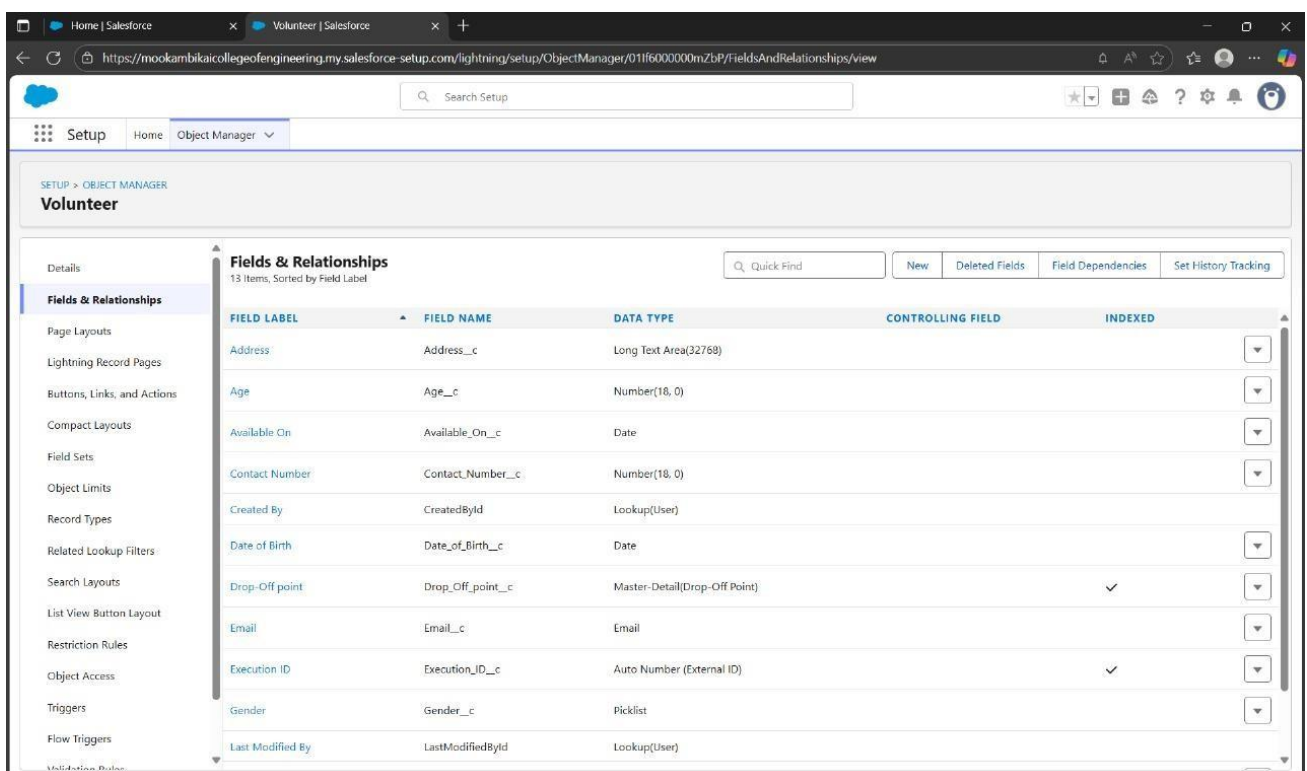 Home | Salesforce
Volunteer | Salesforce
https://mookambikaicollegeofengineering.my.salesforce-setup.com/lightning/setup/ObjectManager/01If6000000mZbP/FieldsAndRelationships/view
Search Setup
Setup
Home
Object Manager
SETUP > OBJECT MANAGER
Volunteer
Details
Fields & Relationships
Page Layouts
Lightning Record Pages
Buttons, Links, and Actions
Compact Layouts
Field Sets
Object Limits
Record Types
Related Lookup Filters
Search Layouts
List View Button Layout
Restriction Rules
Object Access
Triggers
Flow Triggers
Validation Rules
Fields & Relationships
13 Items, Sorted by Field Label
Quick Find
New
Deleted Fields
Field Dependencies
Set History Tracking
FIELD LABEL FIELD NAME DATA TYPE CONTROLLING FIELD INDEXED
Address Address__c Long Text Area(32768)
Age Age__c Number(18, 0)
Available On Available_On__c Date
Contact Number Contact_Number__c Number(18, 0)
Created By CreatedById Lookup(User)
Date of Birth Date_of_Birth__c Date
Drop-Off point Drop_Off_point__c Master-Detail(Drop-Off Point)
Email Email__c Email
Execution ID Execution_ID__c Auto Number (External ID)
Gender Gender__c Picklist
Last Modified By LastModifiedById Lookup(User)